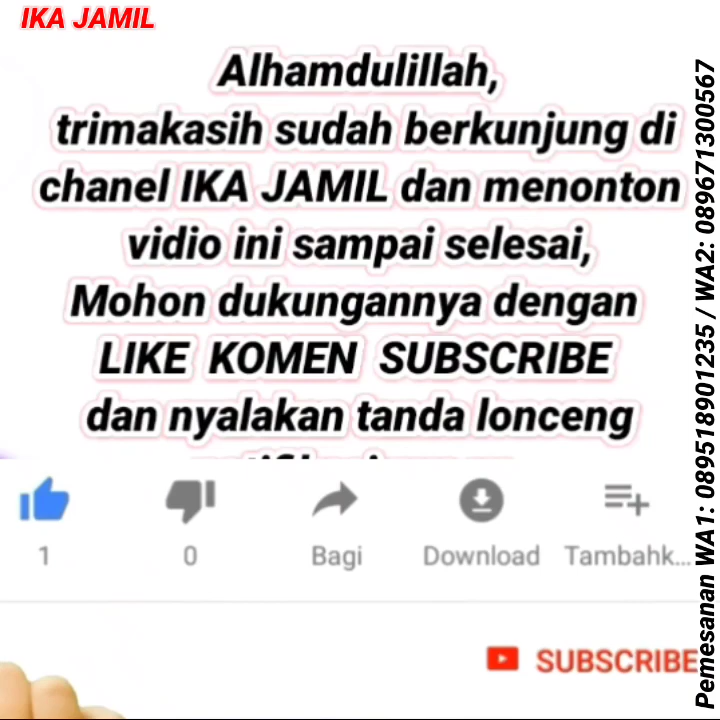 IKA JAMIL
Alhamdulillah,
trimakasih sudah berkunjung di
chanel IKA JAMIL dan menonton
vidio ini sampai selesai,
Mohon dukungannya dengan
LIKE KOMEN SUBSCRIBE
dan nyalakan tanda lonceng
1
0
Bagi
Download
Tambahk...
SUBSCRIBE
Pemesanan WA1: 089518901235 / WA2: 089671300567